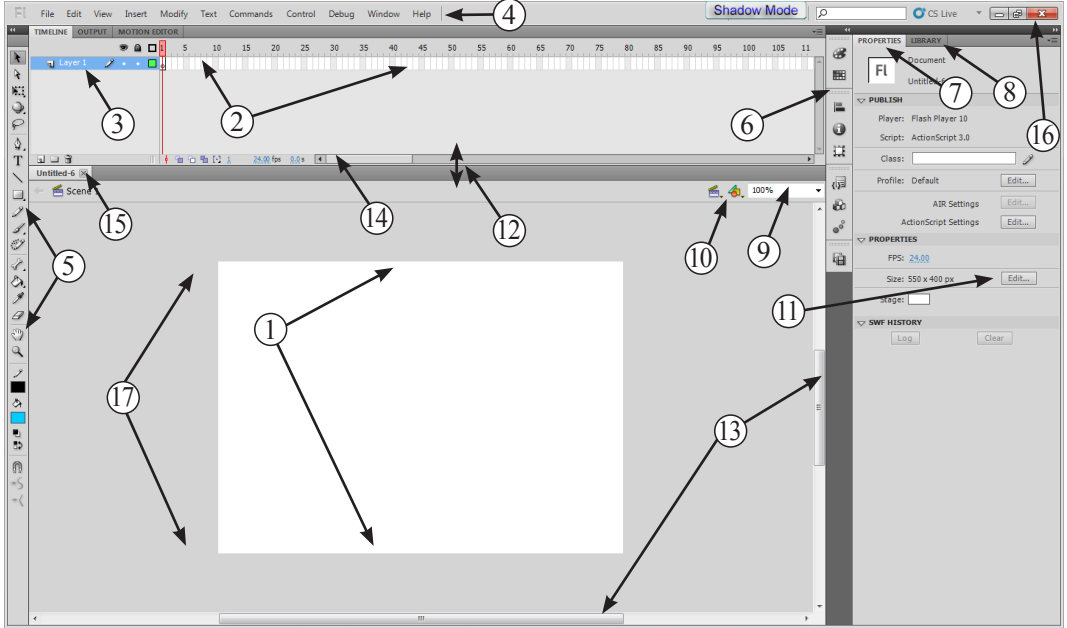 Fl File Edit View Insert Modify Text Commands Control Debug Window Help 4 Shadow Mode CS Live
TIMELINE OUTPUT MOTION EDITOR
1 5 10 15 20 25 30 35 40 45 50 55 60 65 70 75 80 85 90 95 100 105 11
Layer 1
3
2
6
1 24.00 fps 0.0 s
Untitled-6
Scene
100%
15
14
12
10
9
5
1
17
13
PROPERTIES LIBRARY
16
Fl
Document
Untitled-6
7
8
PUBLISH
Player: Flash Player 10
Script: ActionScript 3.0
Class:
Profile: Default Edit...
AIR Settings Edit...
ActionScript Settings Edit...
PROPERTIES
FPS: 24.00
Size: 550 x 400 px Edit...
11
Stage:
SWF HISTORY
Log Clear